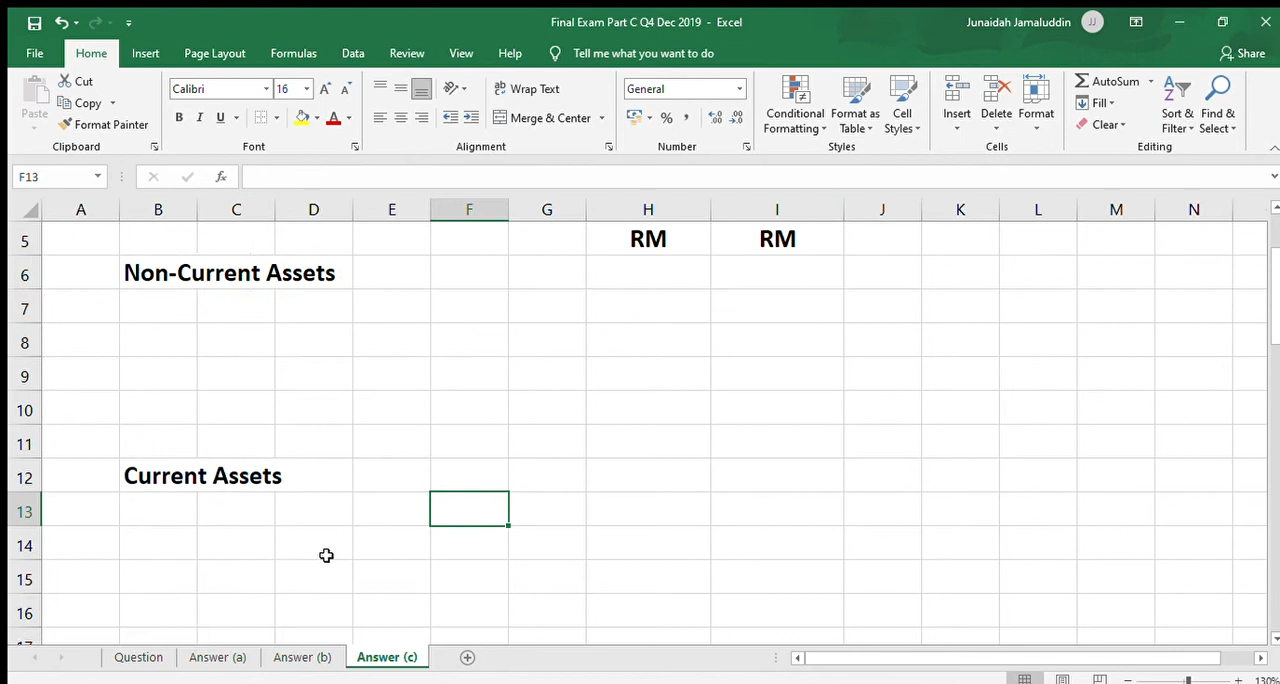 Final Exam Part C Q4 Dec 2019 - Excel
Junaidah Jamaluddin JJ
File Home Insert Page Layout Formulas Data Review View Help Tell me what you want to do Share
Paste Cut Copy Format Painter
Calibri 16 A A
B I U A
Wrap Text
Merge & Center
General
% ,
Conditional Formatting
Format as Table
Cell Styles
Insert Delete Format
AutoSum
Fill
Clear
Sort & Filter
Find & Select
Clipboard Font Alignment Number Styles Cells Editing
F13 fx
A B C D E F G H I J K L M N
5 RM RM
6 Non-Current Assets
7
8
9
10
11
12 Current Assets
13
14
15
16
17
Question Answer (a) Answer (b) Answer (c)
130%